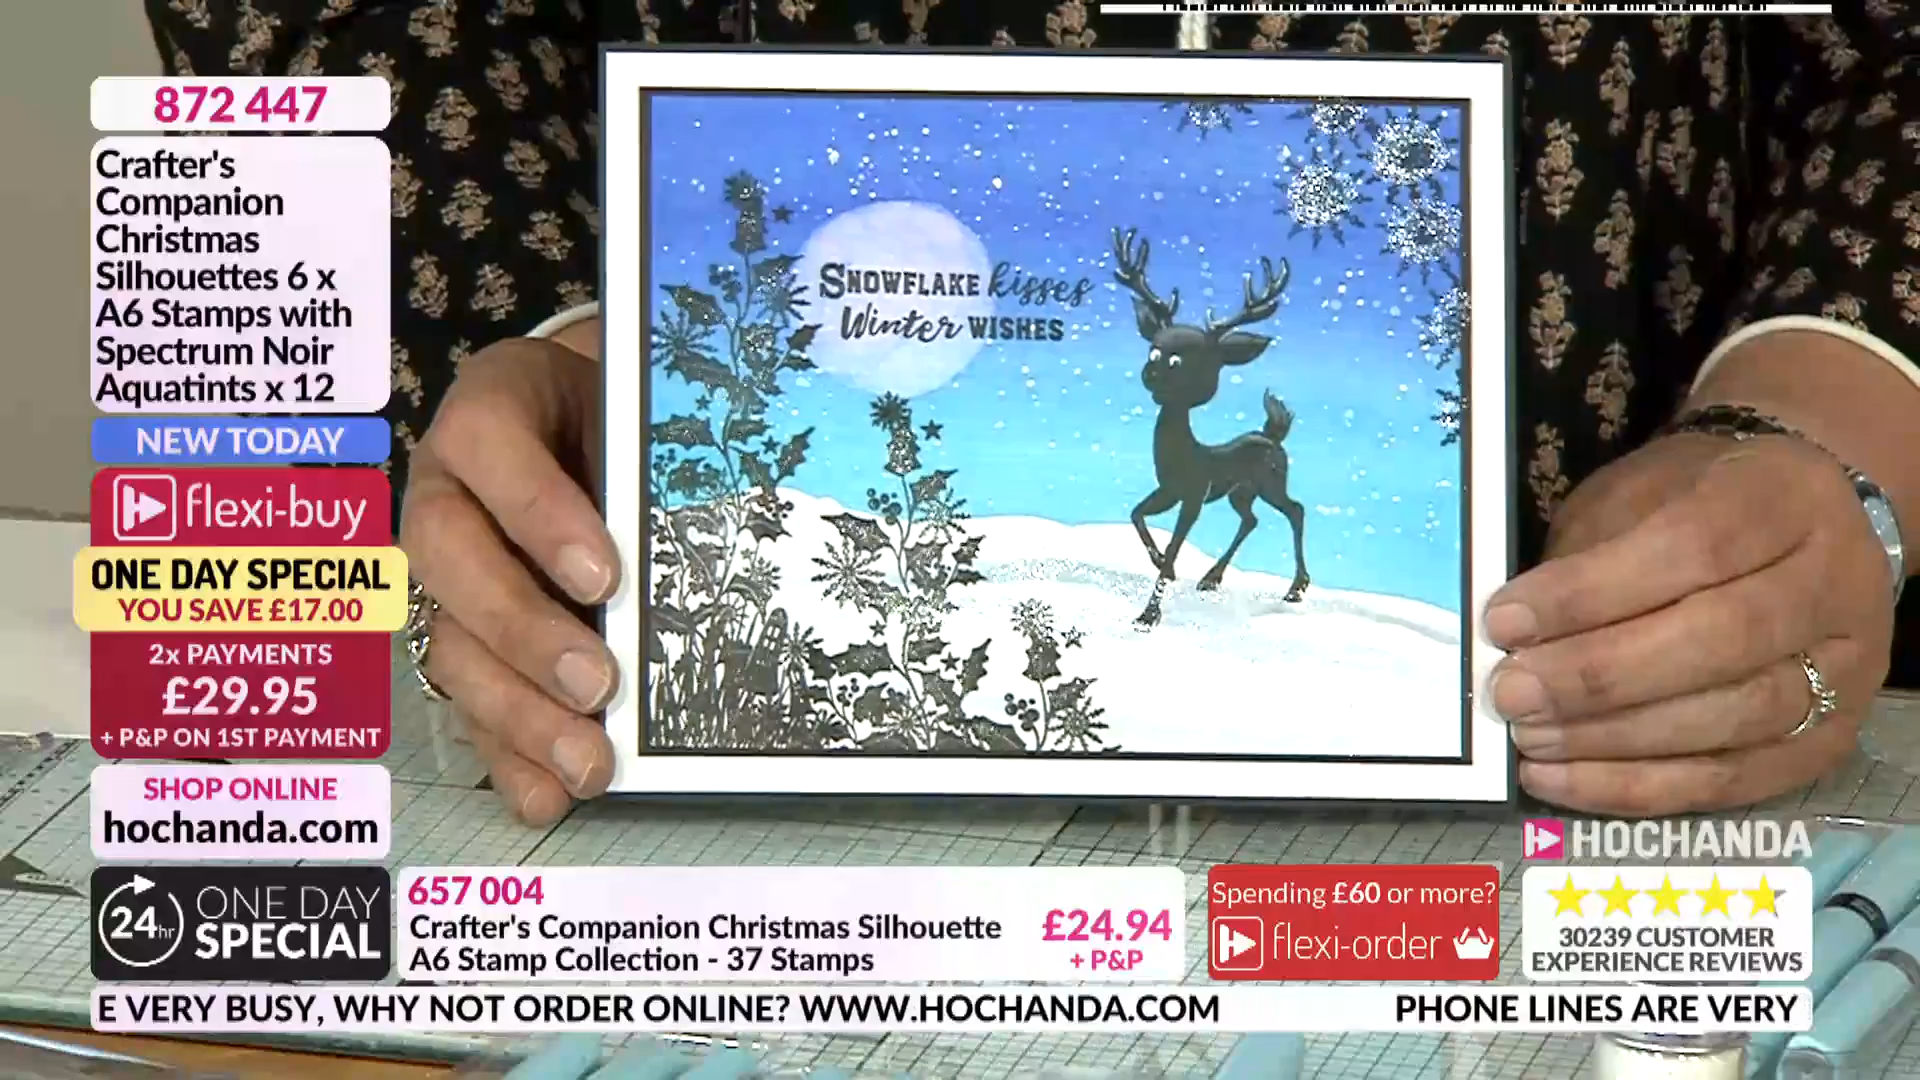 872 447
Crafter's
Companion
Christmas
Silhouettes 6 x
A6 Stamps with
Spectrum Noir
Aquatints x 12
NEW TODAY
flexi-buy
ONE DAY SPECIAL
YOU SAVE £17.00
2x PAYMENTS
£29.95
+ P&P ON 1ST PAYMENT
SHOP ONLINE
hochanda.com
24hr ONE DAY
SPECIAL
SNOWFLAKE kisses
Winter WISHES
657 004
Crafter's Companion Christmas Silhouette
A6 Stamp Collection - 37 Stamps
£24.94
+ P&P
Spending £60 or more?
flexi-order
HOCHANDA
30239 CUSTOMER
EXPERIENCE REVIEWS
E VERY BUSY, WHY NOT ORDER ONLINE? WWW.HOCHANDA.COM PHONE LINES ARE VERY